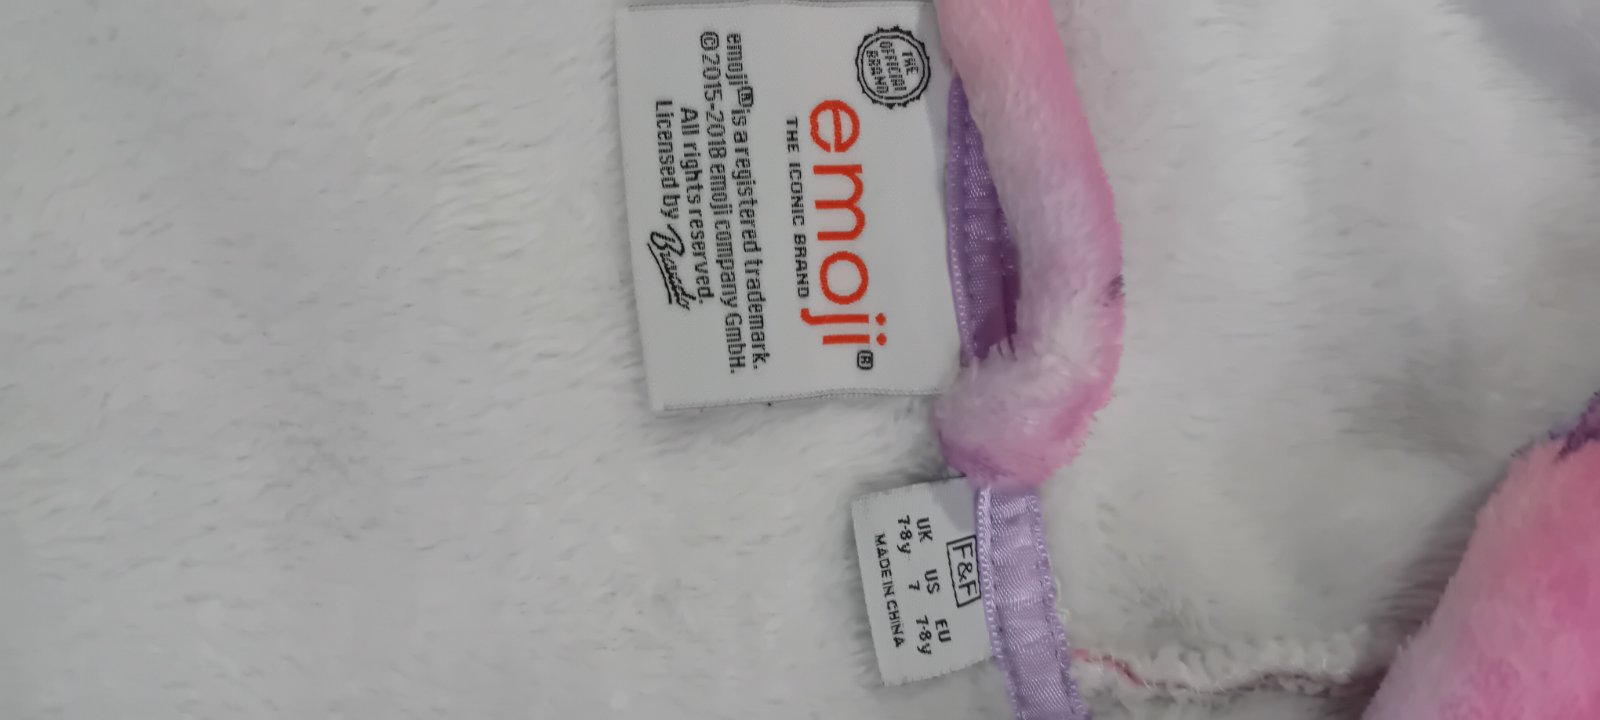 THE
OFFICIAL
BRAND
emoji®
THE ICONIC BRAND
emoji® is a registered trademark.
©2015-2018 emoji company GmbH.
All rights reserved.
Licensed by Brands
F&F
UK US EU
7-8y 7 7-8y
MADE IN CHINA